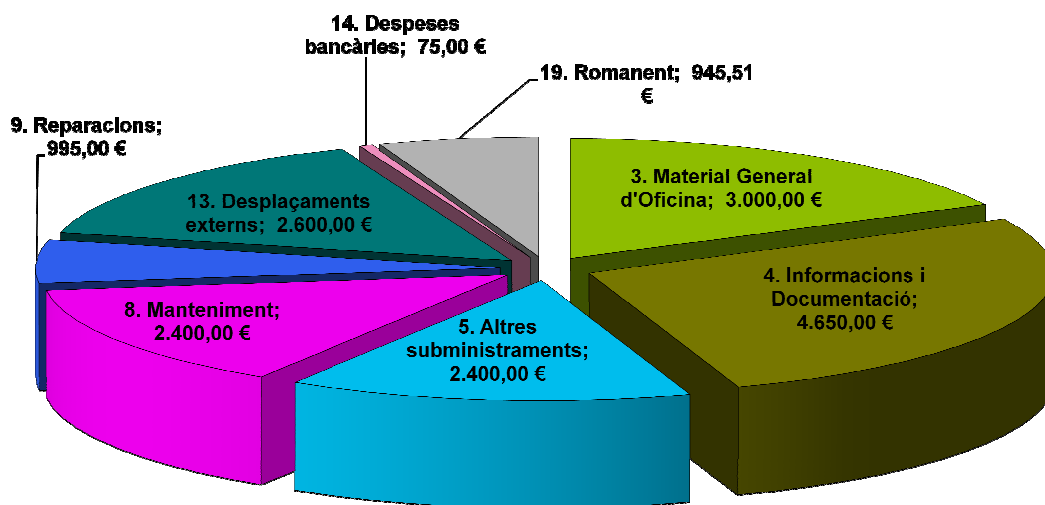 14. Despeses
bancàries;  75,00 €
19. Romanent;  945,51
€
9. Reparacions;
995,00 €
3. Material General
d'Oficina;  3.000,00 €
13. Desplaçaments
externs;  2.600,00 €
4. Informacions i
Documentació;
4.650,00 €
8. Manteniment;
2.400,00 €
5. Altres
subministraments;
2.400,00 €